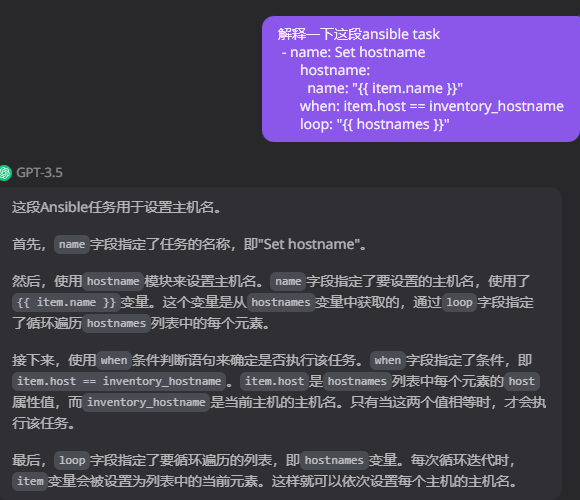 解释一下这段ansible task
- name: Set hostname
hostname:
name: "{{ item.name }}"
when: item.host == inventory_hostname
loop: "{{ hostnames }}"
GPT-3.5
这段Ansible任务用于设置主机名。
首先，name字段指定了任务的名称，即"Set hostname"。
然后，使用hostname模块来设置主机名。name字段指定了要设置的主机名，使用了
{{ item.name }}变量。这个变量是从hostnames变量中获取的，通过loop字段指定
了循环遍历hostnames列表中的每个元素。
接下来，使用when条件判断语句来确定是否执行该任务。when字段指定了条件，即
item.host == inventory_hostname。item.host是hostnames列表中每个元素的host
属性值，而inventory_hostname是当前主机的主机名。只有当这两个值相等时，才会执
行该任务。
最后，loop字段指定了要循环遍历的列表，即hostnames变量。每次循环迭代时，
item变量会被设置为列表中的当前元素。这样就可以依次设置每个主机的主机名。